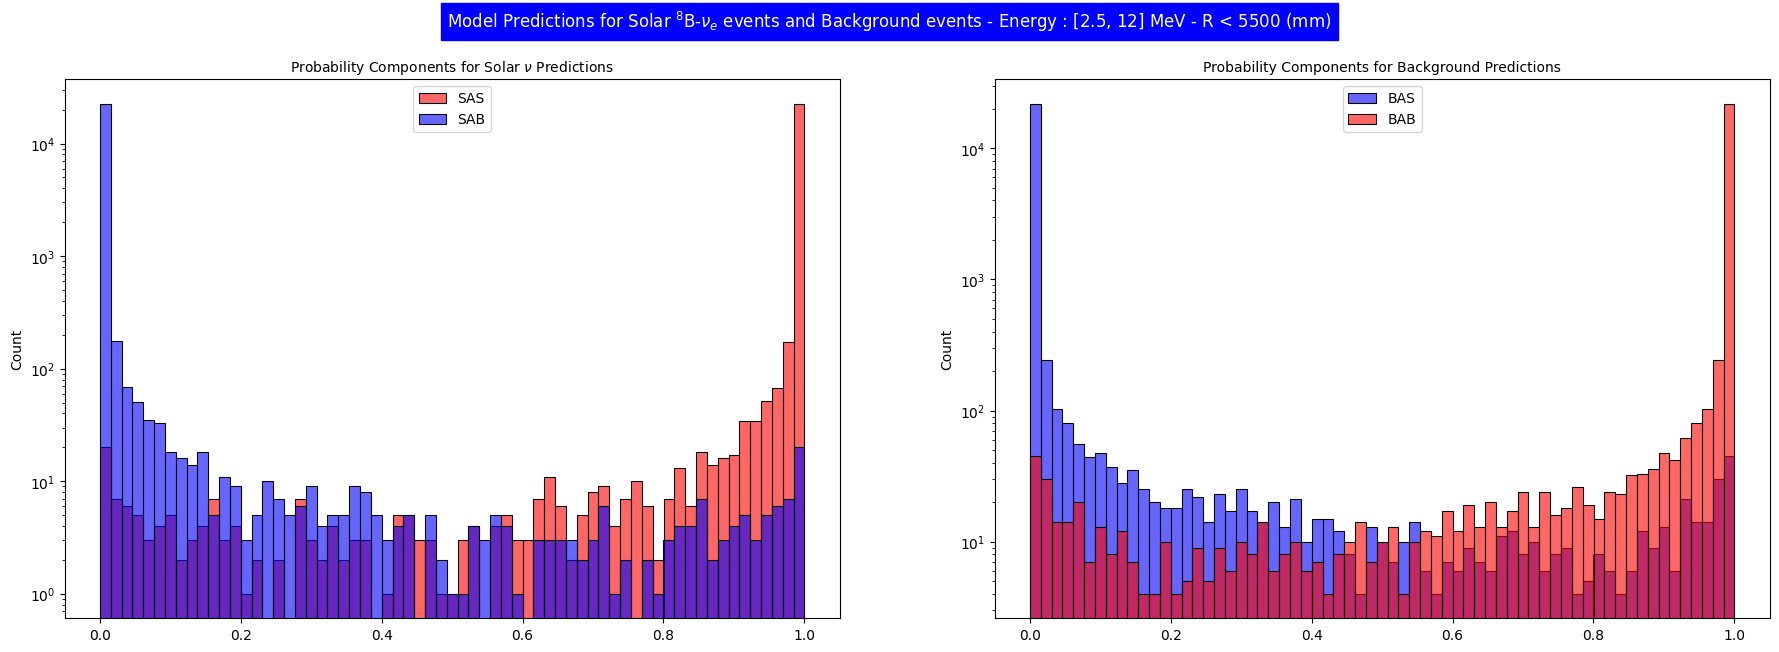 Model Predictions for Solar ⁸B-νₑ events and Background events - Energy : [2.5, 12] MeV - R < 5500 (mm)
Probability Components for Solar ν Predictions
SAS
SAB
Count
10⁴
10³
10²
10¹
10⁰
0.0 0.2 0.4 0.6 0.8 1.0
Probability Components for Background Predictions
BAS
BAB
Count
10⁴
10³
10²
10¹
0.0 0.2 0.4 0.6 0.8 1.0